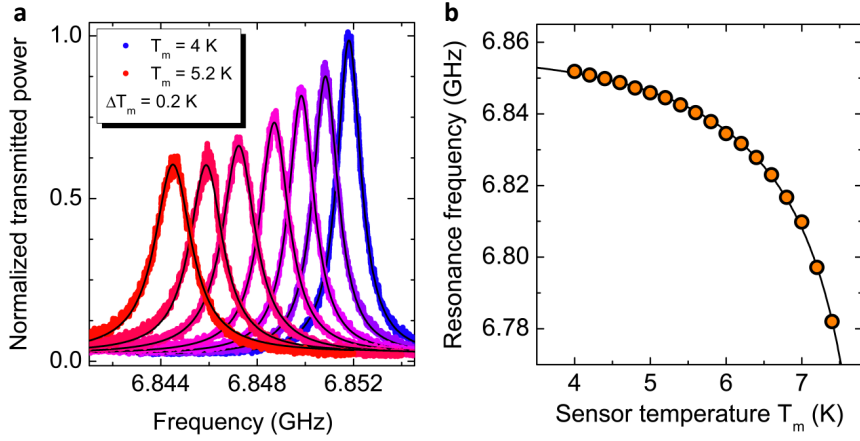 a
Normalized transmitted power
1.0
0.5
0.0
T_m = 4 K
T_m = 5.2 K
ΔT_m = 0.2 K
6.844
6.848
6.852
Frequency (GHz)
b
Resonance frequency (GHz)
6.86
6.84
6.82
6.80
6.78
4
5
6
7
Sensor temperature T_m (K)